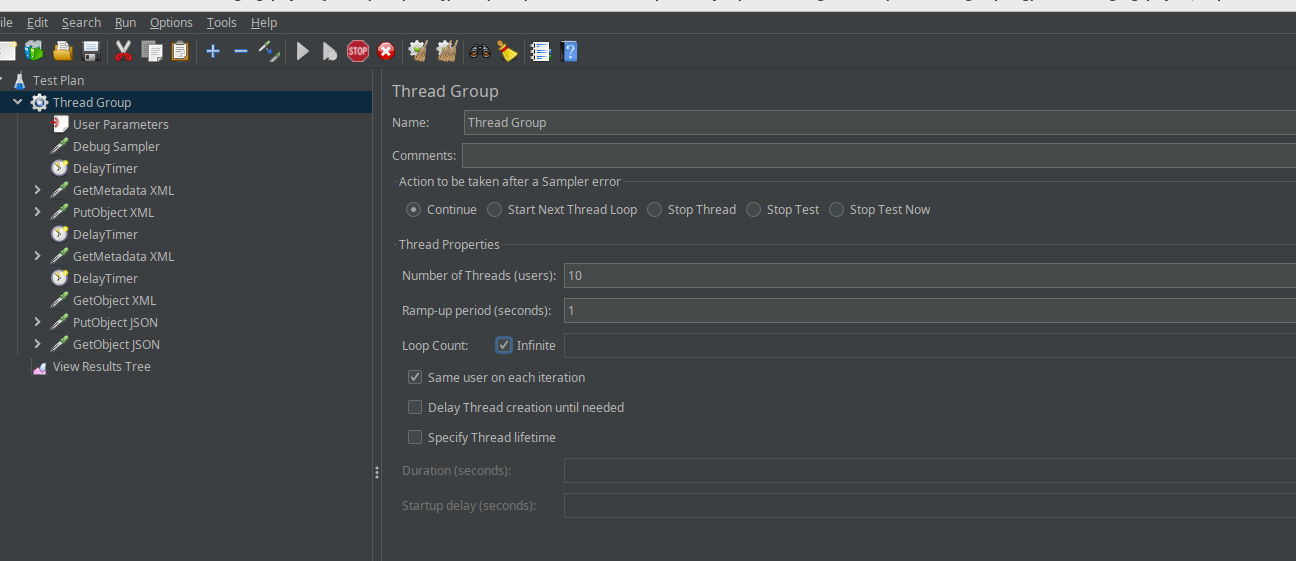 ile Edit Search Run Options Tools Help
STOP
?
Test Plan
Thread Group
User Parameters
Debug Sampler
DelayTimer
GetMetadata XML
PutObject XML
DelayTimer
GetMetadata XML
DelayTimer
GetObject XML
PutObject JSON
GetObject JSON
View Results Tree
Thread Group
Name: Thread Group
Comments:
Action to be taken after a Sampler error
Continue Start Next Thread Loop Stop Thread Stop Test Stop Test Now
Thread Properties
Number of Threads (users): 10
Ramp-up period (seconds): 1
Loop Count: Infinite
Same user on each iteration
Delay Thread creation until needed
Specify Thread lifetime
Duration (seconds):
Startup delay (seconds):